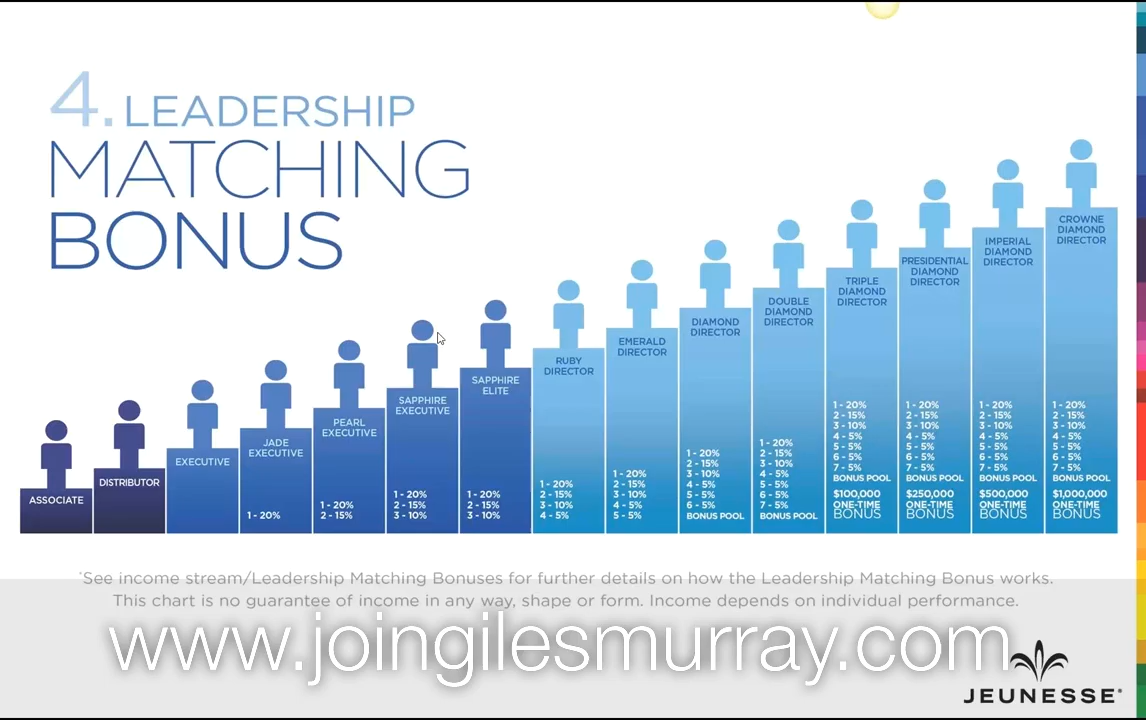 4. LEADERSHIP
MATCHING
BONUS
ASSOCIATE
DISTRIBUTOR
EXECUTIVE
JADE
EXECUTIVE
1 - 20%
PEARL
EXECUTIVE
1 - 20%
2 - 15%
SAPPHIRE
EXECUTIVE
1 - 20%
2 - 15%
3 - 10%
SAPPHIRE
ELITE
1 - 20%
2 - 15%
3 - 10%
RUBY
DIRECTOR
1 - 20%
2 - 15%
3 - 10%
4 - 5%
EMERALD
DIRECTOR
1 - 20%
2 - 15%
3 - 10%
4 - 5%
5 - 5%
DIAMOND
DIRECTOR
1 - 20%
2 - 15%
3 - 10%
4 - 5%
5 - 5%
6 - 5%
BONUS POOL
DOUBLE
DIAMOND
DIRECTOR
1 - 20%
2 - 15%
3 - 10%
4 - 5%
5 - 5%
6 - 5%
7 - 5%
BONUS POOL
TRIPLE
DIAMOND
DIRECTOR
1 - 20%
2 - 15%
3 - 10%
4 - 5%
5 - 5%
6 - 5%
7 - 5%
BONUS POOL
$100,000
ONE-TIME
BONUS
PRESIDENTIAL
DIAMOND
DIRECTOR
1 - 20%
2 - 15%
3 - 10%
4 - 5%
5 - 5%
6 - 5%
7 - 5%
BONUS POOL
$250,000
ONE-TIME
BONUS
IMPERIAL
DIAMOND
DIRECTOR
1 - 20%
2 - 15%
3 - 10%
4 - 5%
5 - 5%
6 - 5%
7 - 5%
BONUS POOL
$500,000
ONE-TIME
BONUS
CROWNE
DIAMOND
DIRECTOR
1 - 20%
2 - 15%
3 - 10%
4 - 5%
5 - 5%
6 - 5%
7 - 5%
BONUS POOL
$1,000,000
ONE-TIME
BONUS
*See income stream/Leadership Matching Bonuses for further details on how the Leadership Matching Bonus works.
This chart is no guarantee of income in any way, shape or form. Income depends on individual performance.
www.joingilesmurray.com
JEUNESSE®